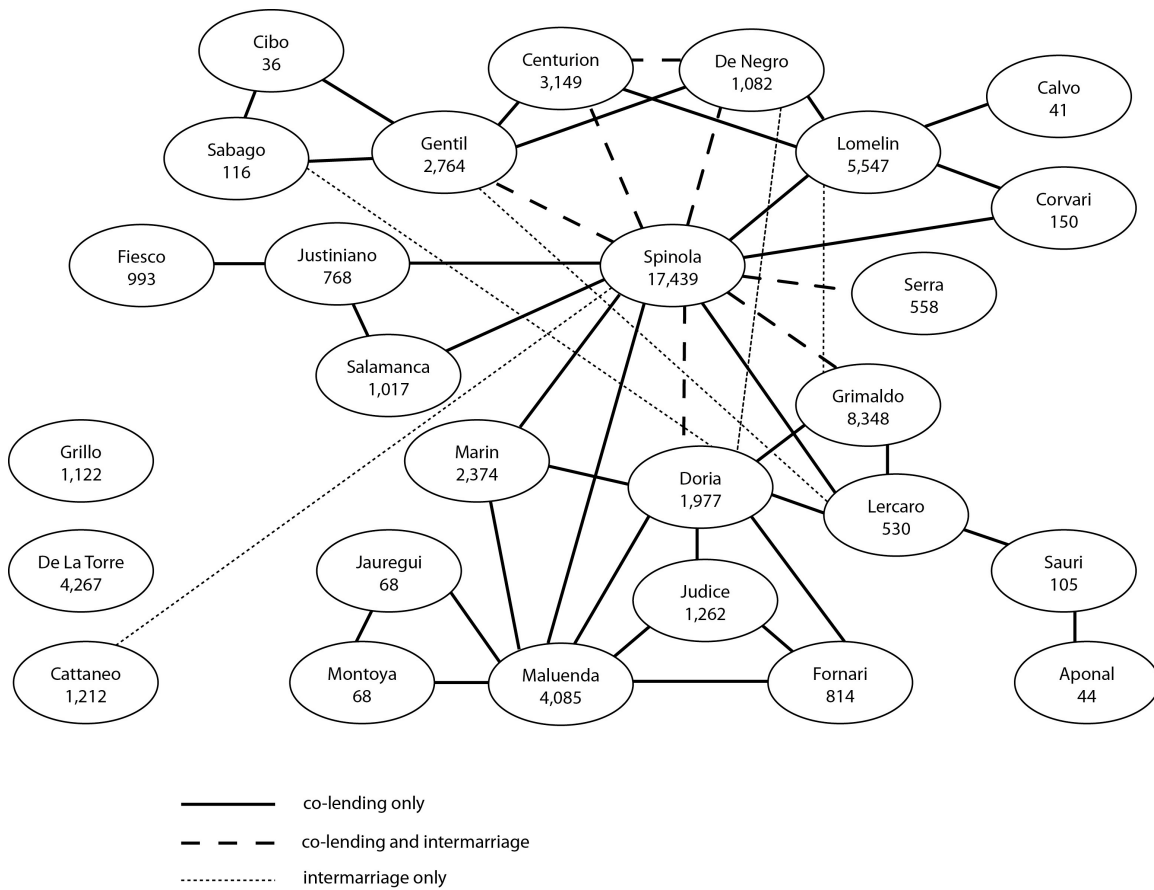 Cibo
36
Centurion
3,149
De Negro
1,082
Calvo
41
Sabago
116
Gentil
2,764
Lomelin
5,547
Corvari
150
Fiesco
993
Justiniano
768
Spinola
17,439
Serra
558
Salamanca
1,017
Grimaldo
8,348
Grillo
1,122
Marin
2,374
Doria
1,977
Lercaro
530
De La Torre
4,267
Jauregui
68
Judice
1,262
Sauri
105
Cattaneo
1,212
Montoya
68
Maluenda
4,085
Fornari
814
Aponal
44
co-lending only
co-lending and intermarriage
intermarriage only